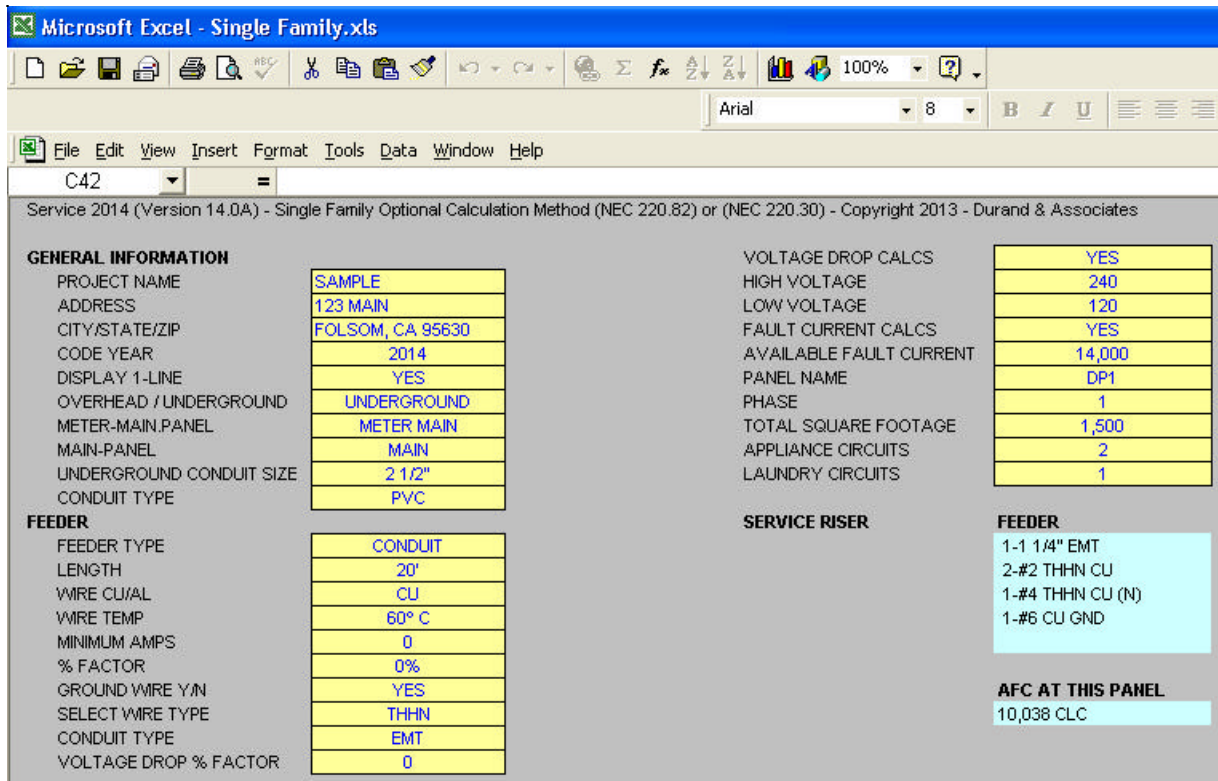 Microsoft Excel - Single Family.xls
ABC
100%
Arial
8
B I U
File Edit View Insert Format Tools Data Window Help
C42 =
Service 2014 (Version 14.0A) - Single Family Optional Calculation Method (NEC 220.82) or (NEC 220.30) - Copyright 2013 - Durand & Associates
GENERAL INFORMATION
PROJECT NAME SAMPLE
ADDRESS 123 MAIN
CITY/STATE/ZIP FOLSOM, CA 95630
CODE YEAR 2014
DISPLAY 1-LINE YES
OVERHEAD / UNDERGROUND UNDERGROUND
METER-MAIN.PANEL METER MAIN
MAIN-PANEL MAIN
UNDERGROUND CONDUIT SIZE 2 1/2"
CONDUIT TYPE PVC
FEEDER
FEEDER TYPE CONDUIT
LENGTH 20'
WIRE CU/AL CU
WIRE TEMP 60° C
MINIMUM AMPS 0
% FACTOR 0%
GROUND WIRE Y/N YES
SELECT WIRE TYPE THHN
CONDUIT TYPE EMT
VOLTAGE DROP % FACTOR 0
VOLTAGE DROP CALCS YES
HIGH VOLTAGE 240
LOW VOLTAGE 120
FAULT CURRENT CALCS YES
AVAILABLE FAULT CURRENT 14,000
PANEL NAME DP1
PHASE 1
TOTAL SQUARE FOOTAGE 1,500
APPLIANCE CIRCUITS 2
LAUNDRY CIRCUITS 1
SERVICE RISER
FEEDER
1-1 1/4" EMT
2-#2 THHN CU
1-#4 THHN CU (N)
1-#6 CU GND
AFC AT THIS PANEL
10,038 CLC